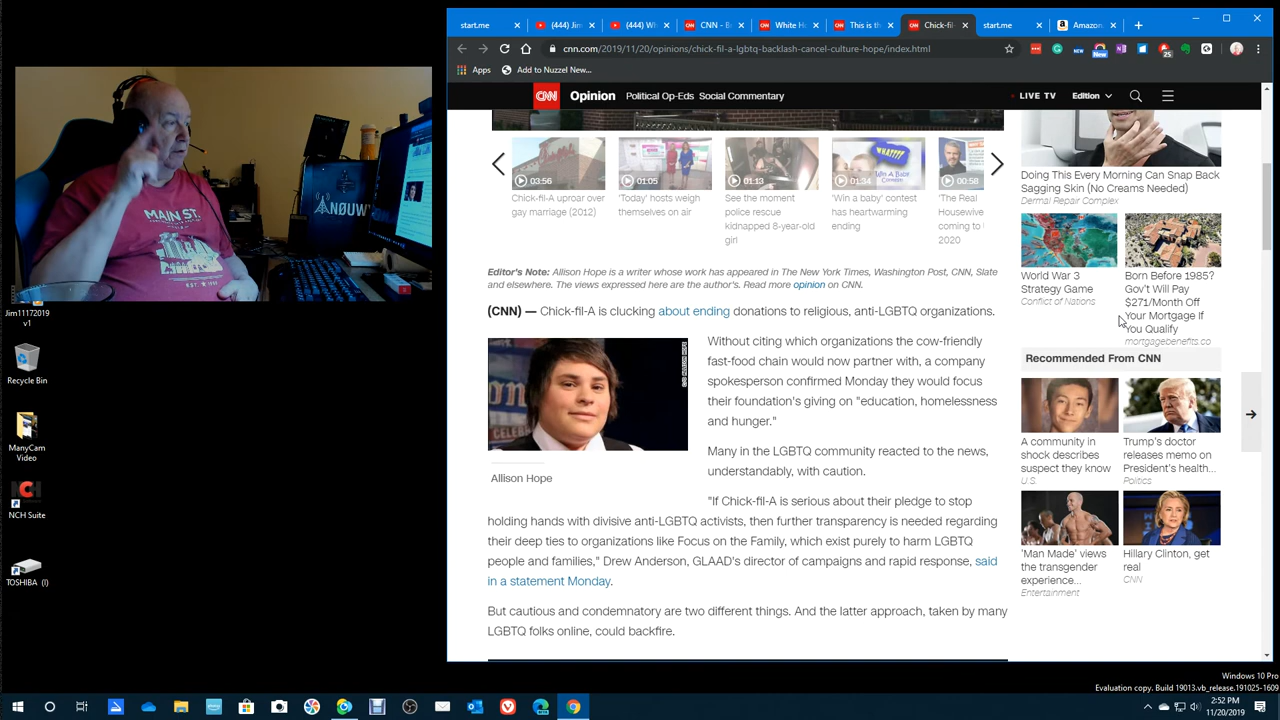 start.me
(444) Jim
(444) Wh
CNN - B
White H
This is th
Chick-fil
start.me
Amazon.
cnn.com/2019/11/20/opinions/chick-fil-a-lgbtq-backlash-cancel-culture-hope/index.html
New
25
Apps
Add to Nuzzel New...
CNN Opinion Political Op-Eds Social Commentary
LIVE TV Edition
03:56
01:05
01:13
01:34
00:58
Chick-fil-A uproar over
gay marriage (2012)
'Today' hosts weigh
themselves on air
See the moment
police rescue
kidnapped 8-year-old
girl
'Win a baby' contest
has heartwarming
ending
'The Real
Housewive
coming to
2020
Editor's Note: Allison Hope is a writer whose work has appeared in The New York Times, Washington Post, CNN, Slate
and elsewhere. The views expressed here are the author's. Read more opinion on CNN.
(CNN) — Chick-fil-A is clucking about ending donations to religious, anti-LGBTQ organizations.
Allison Hope
Without citing which organizations the cow-friendly
fast-food chain would now partner with, a company
spokesperson confirmed Monday they would focus
their foundation's giving on "education, homelessness
and hunger."
Many in the LGBTQ community reacted to the news,
understandably, with caution.
"If Chick-fil-A is serious about their pledge to stop
holding hands with divisive anti-LGBTQ activists, then further transparency is needed regarding
their deep ties to organizations like Focus on the Family, which exist purely to harm LGBTQ
people and families," Drew Anderson, GLAAD's director of campaigns and rapid response, said
in a statement Monday.
But cautious and condemnatory are two different things. And the latter approach, taken by many
LGBTQ folks online, could backfire.
Doing This Every Morning Can Snap Back
Sagging Skin (No Creams Needed)
Dermal Repair Complex
World War 3
Strategy Game
Conflict of Nations
Born Before 1985?
Gov't Will Pay
$271/Month Off
Your Mortgage If
You Qualify
mortgagebenefits.co
Recommended From CNN
A community in
shock describes
suspect they know
U.S.
Trump's doctor
releases memo on
President's health...
Politics
'Man Made' views
the transgender
experience...
Entertainment
Hillary Clinton, get
real
CNN
MAIN ST.
Jim11172019
v1
Recycle Bin
ManyCam
Video
NCH Suite
TOSHIBA (I)
Windows 10 Pro
Evaluation copy. Build 19013.vb_release.191025-1609
2:52 PM
11/20/2019